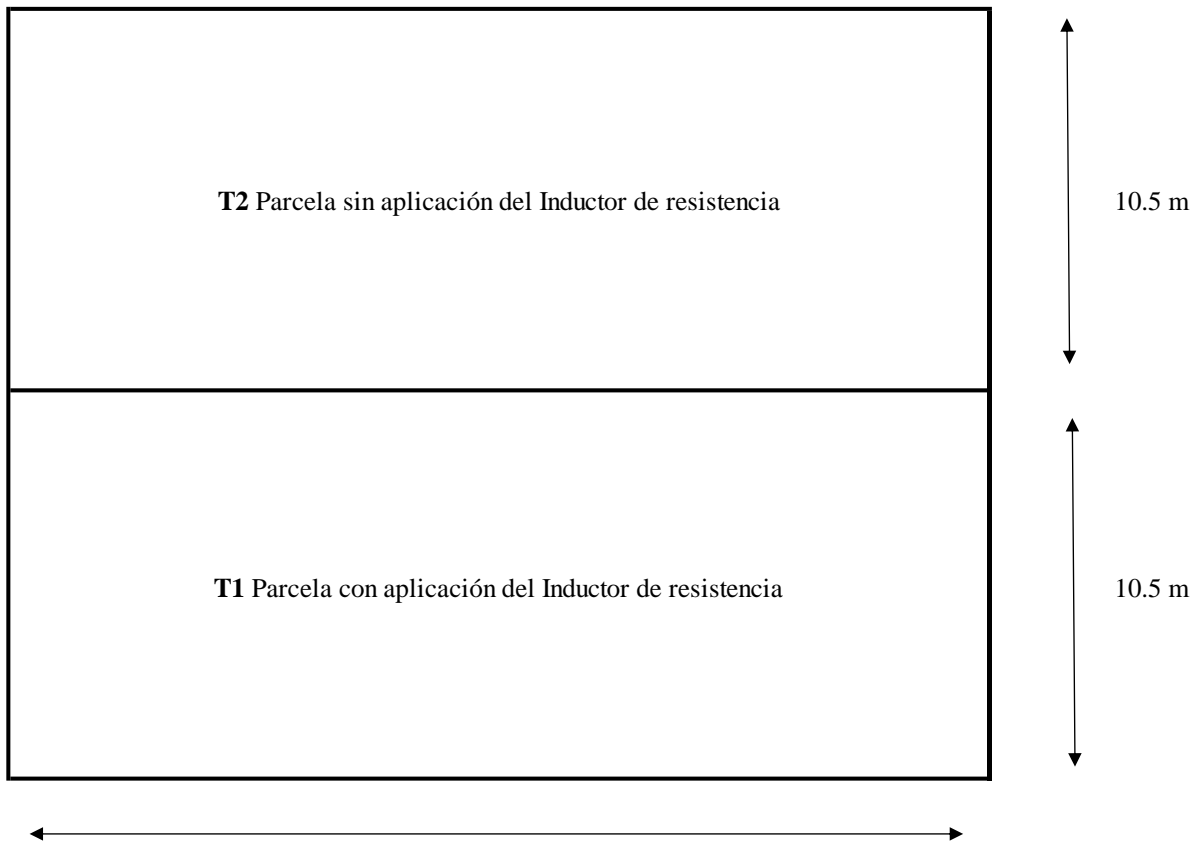 T2 Parcela sin aplicación del Inductor de resistencia
10.5 m
T1 Parcela con aplicación del Inductor de resistencia
10.5 m